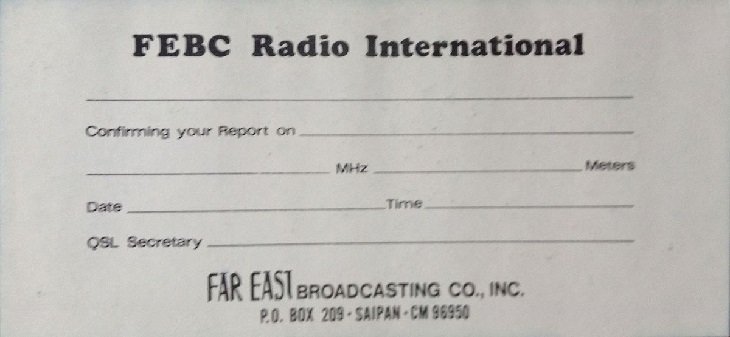 FEBC Radio International
Confirming your Report on
MHz Meters
Date Time
QSL Secretary
FAR EAST BROADCASTING CO., INC.
P.O. BOX 209 - SAIPAN - CM 96950